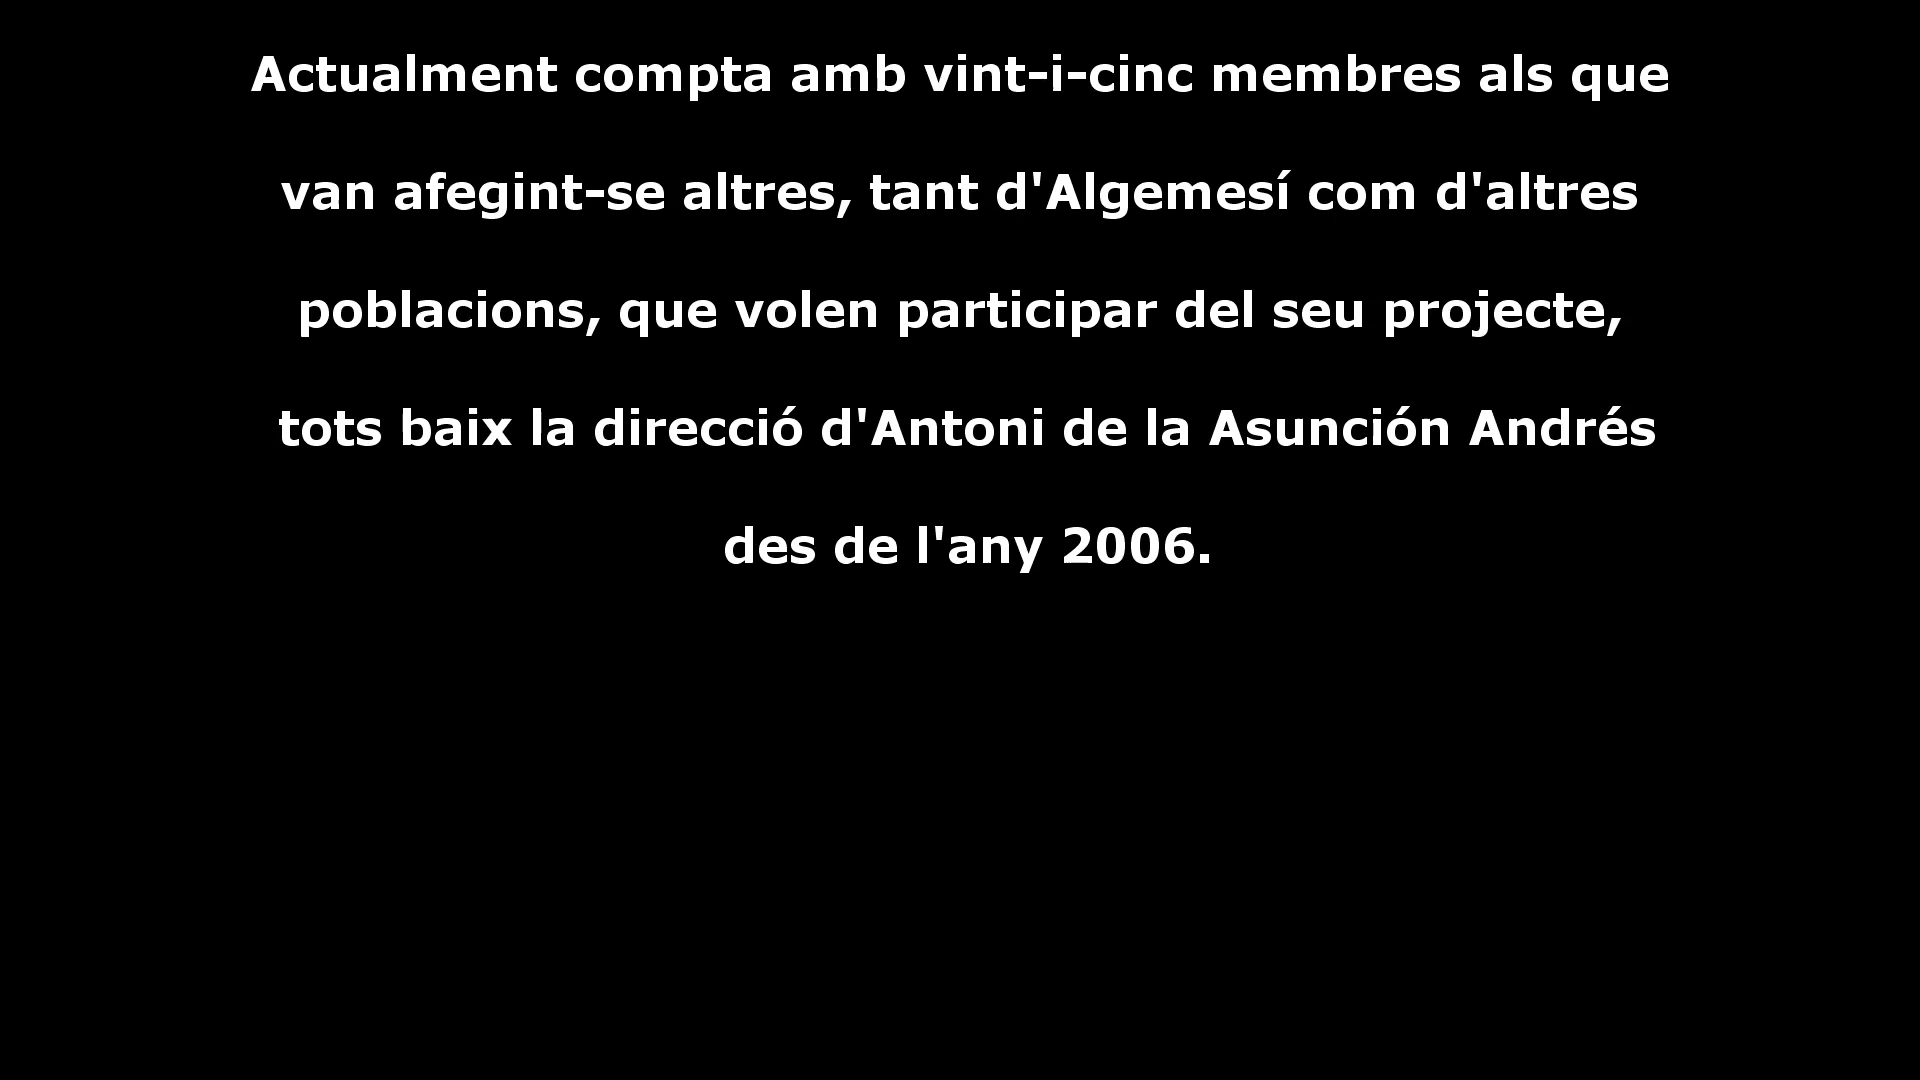 Actualment compta amb vint-i-cinc membres als que
van afegint-se altres, tant d'Algemesí com d'altres
poblacions, que volen participar del seu projecte,
tots baix la direcció d'Antoni de la Asunción Andrés
des de l'any 2006.